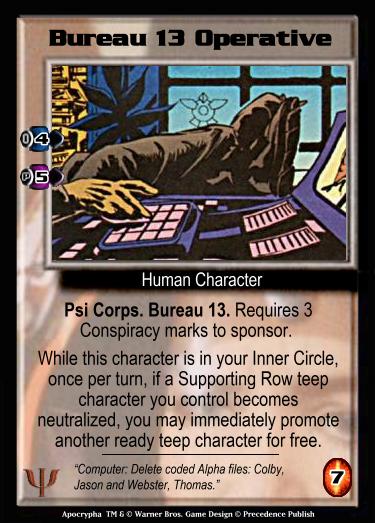 Bureau 13 Operative
4
5
Human Character
Psi Corps. Bureau 13. Requires 3
Conspiracy marks to sponsor.
While this character is in your Inner Circle,
once per turn, if a Supporting Row teep
character you control becomes
neutralized, you may immediately promote
another ready teep character for free.
"Computer: Delete coded Alpha files: Colby,
Jason and Webster, Thomas."
7
Apocrypha TM & © Warner Bros. Game Design © Precedence Publish